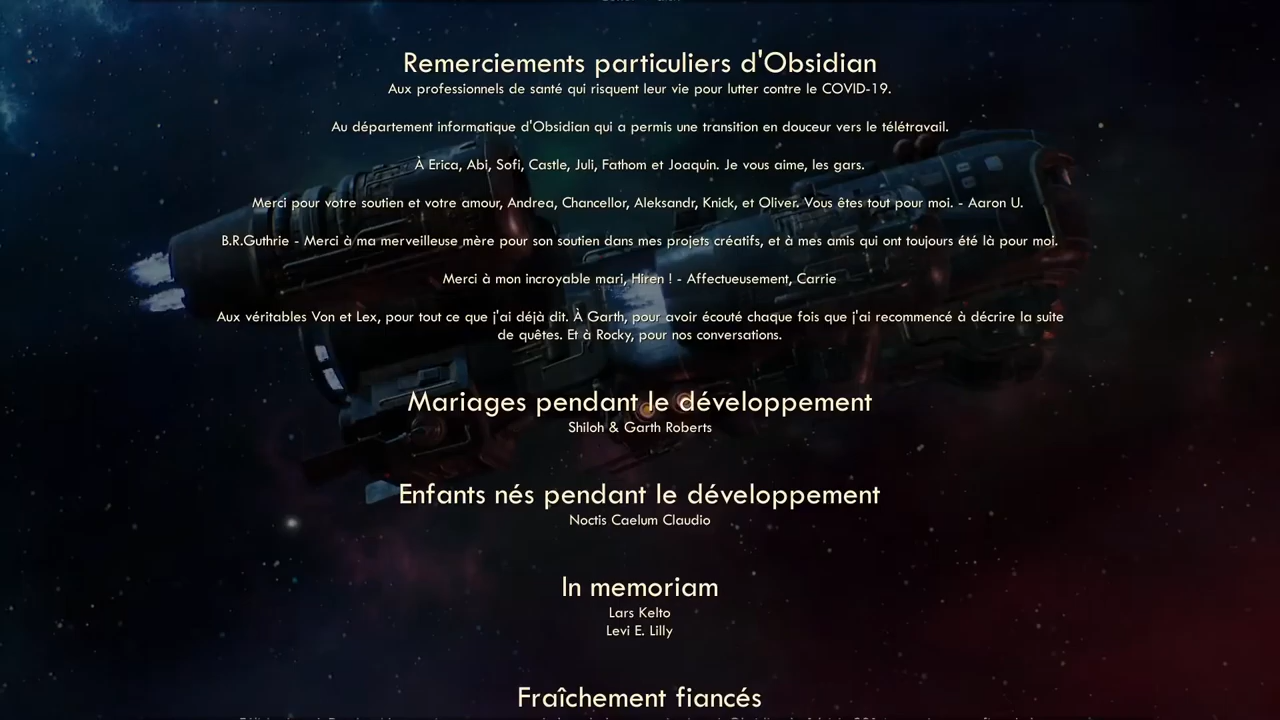 Remerciements particuliers d'Obsidian
Aux professionnels de santé qui risquent leur vie pour lutter contre le COVID-19.
Au département informatique d'Obsidian qui a permis une transition en douceur vers le télétravail.
À Erica, Abi, Sofi, Castle, Juli, Fathom et Joaquin. Je vous aime, les gars.
Merci pour votre soutien et votre amour, Andrea, Chancellor, Aleksandr, Knick, et Oliver. Vous êtes tout pour moi. - Aaron U.
B.R.Guthrie - Merci à ma merveilleuse mère pour son soutien dans mes projets créatifs, et à mes amis qui ont toujours été là pour moi.
Merci à mon incroyable mari, Hiren ! - Affectueusement, Carrie
Aux véritables Von et Lex, pour tout ce que j'ai déjà dit. À Garth, pour avoir écouté chaque fois que j'ai recommencé à décrire la suite
de quêtes. Et à Rocky, pour nos conversations.
Mariages pendant le développement
Shiloh & Garth Roberts
Enfants nés pendant le développement
Noctis Caelum Claudio
In memoriam
Lars Kelto
Levi E. Lilly
Fraîchement fiancés